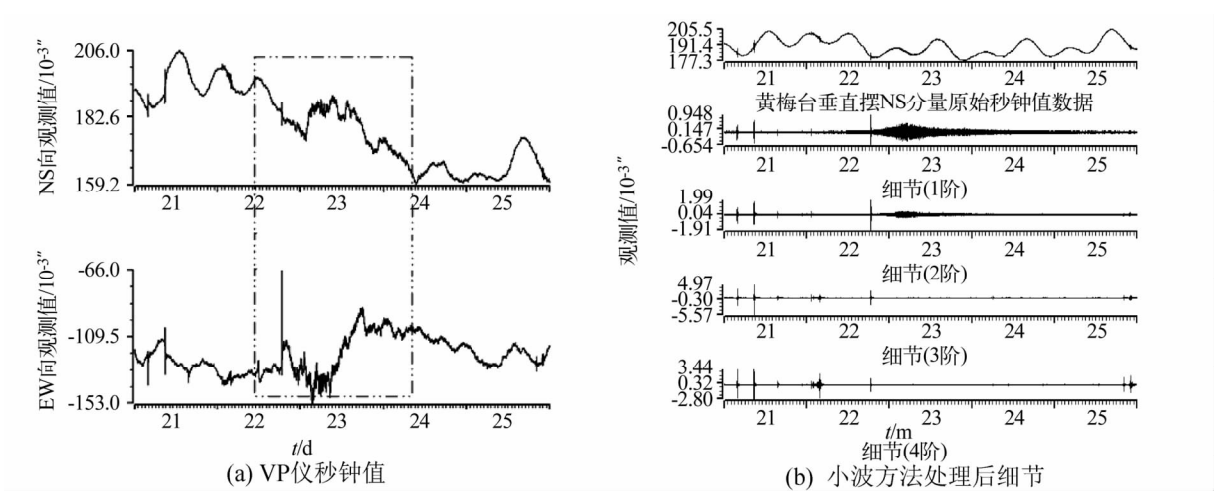 206.0
182.6
159.2
NS向观测值/10⁻³″
21 22 23 24 25
-66.0
-109.5
-153.0
EW向观测值/10⁻³″
21 22 23 24 25
t/d
(a) VP仪秒钟值
205.5
191.4
177.3
21 22 23 24 25
黄梅台垂直摆NS分量原始秒钟值数据
0.948
0.147
-0.654
21 22 23 24 25
细节(1阶)
1.99
0.04
-1.91
21 22 23 24 25
细节(2阶)
4.97
-0.30
-5.57
21 22 23 24 25
细节(3阶)
3.44
0.32
-2.80
21 22 23 24 25
t/m
细节(4阶)
观测值/10⁻³″
(b) 小波方法处理后细节